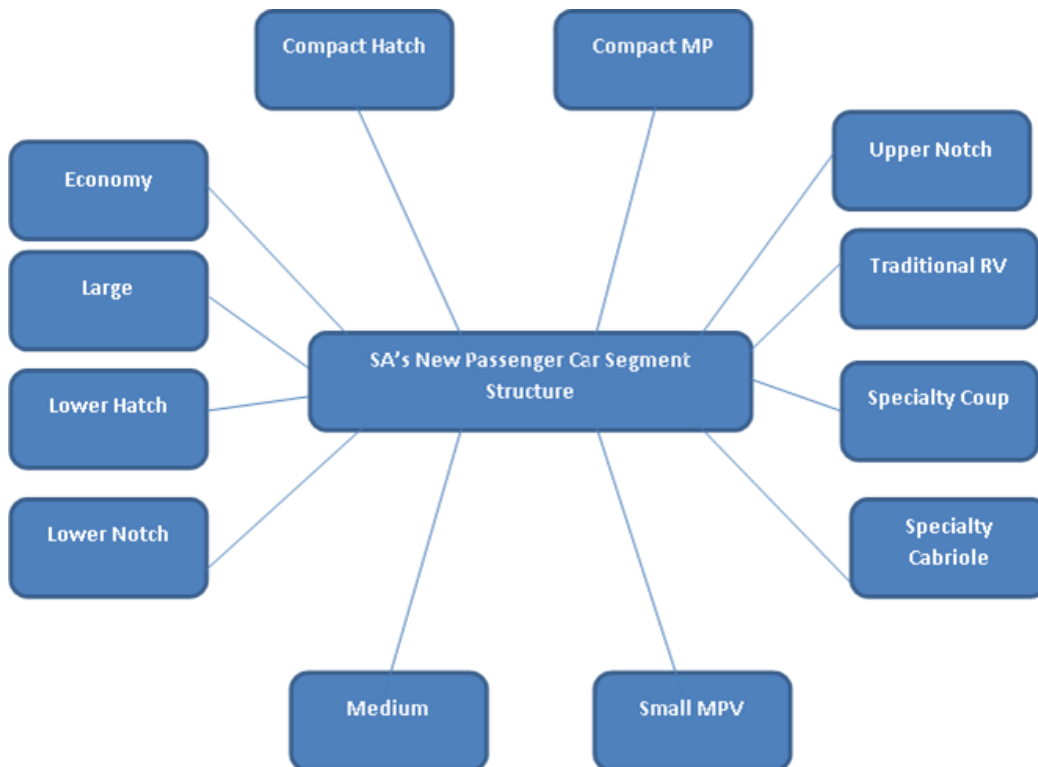 Compact Hatch
Compact MP
Upper Notch
Economy
Traditional RV
Large
SA's New Passenger Car Segment
Structure
Lower Hatch
Specialty Coup
Lower Notch
Specialty
Cabriole
Medium
Small MPV